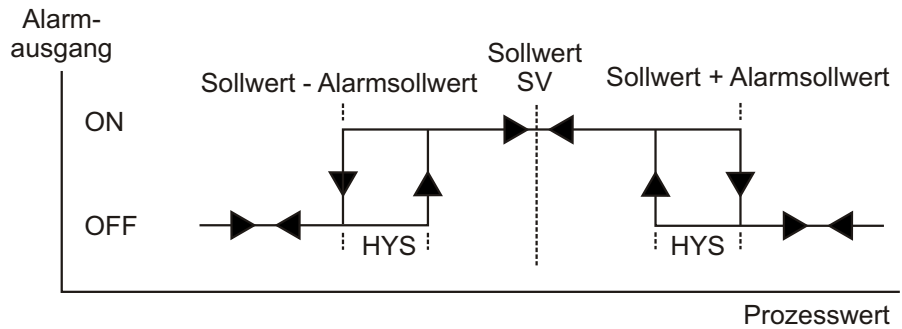 Alarm-
ausgang
Sollwert
SV
Sollwert - Alarmsollwert
Sollwert + Alarmsollwert
ON
OFF
HYS
HYS
Prozesswert